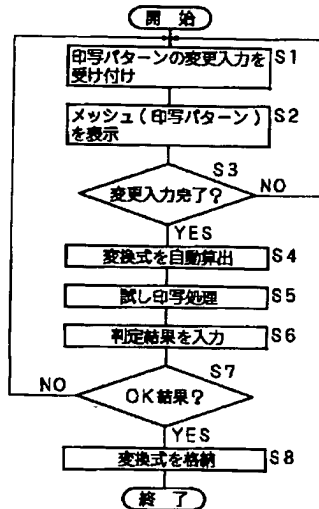 開 始
印写パターンの変更入力を
受け付け
S1
メッシュ(印写パターン)
を表示
S2
S3
変更入力完了?
NO
YES
変換式を自動算出
S4
試し印写処理
S5
判定結果を入力
S6
S7
NO
OK結果?
YES
変換式を格納
S8
終 了